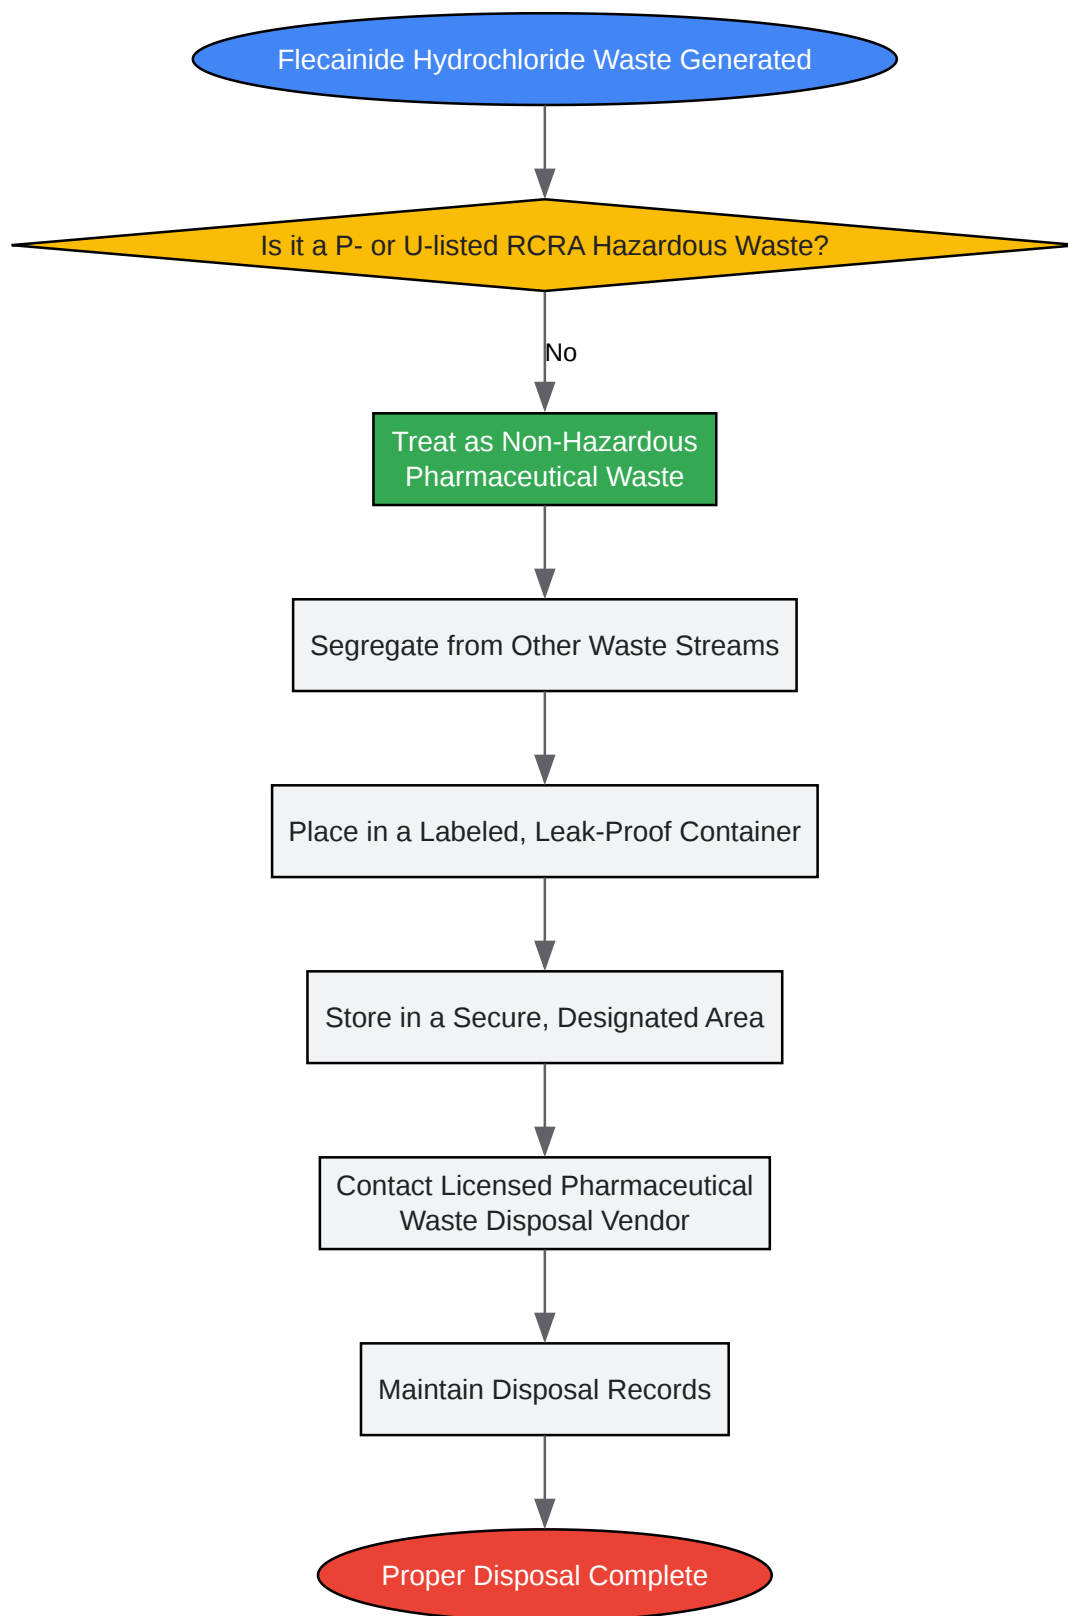 Flecainide Hydrochloride Waste Generated
Is it a P- or U-listed RCRA Hazardous Waste?
No
Treat as Non-Hazardous
Pharmaceutical Waste
Segregate from Other Waste Streams
Place in a Labeled, Leak-Proof Container
Store in a Secure, Designated Area
Contact Licensed Pharmaceutical
Waste Disposal Vendor
Maintain Disposal Records
Proper Disposal Complete